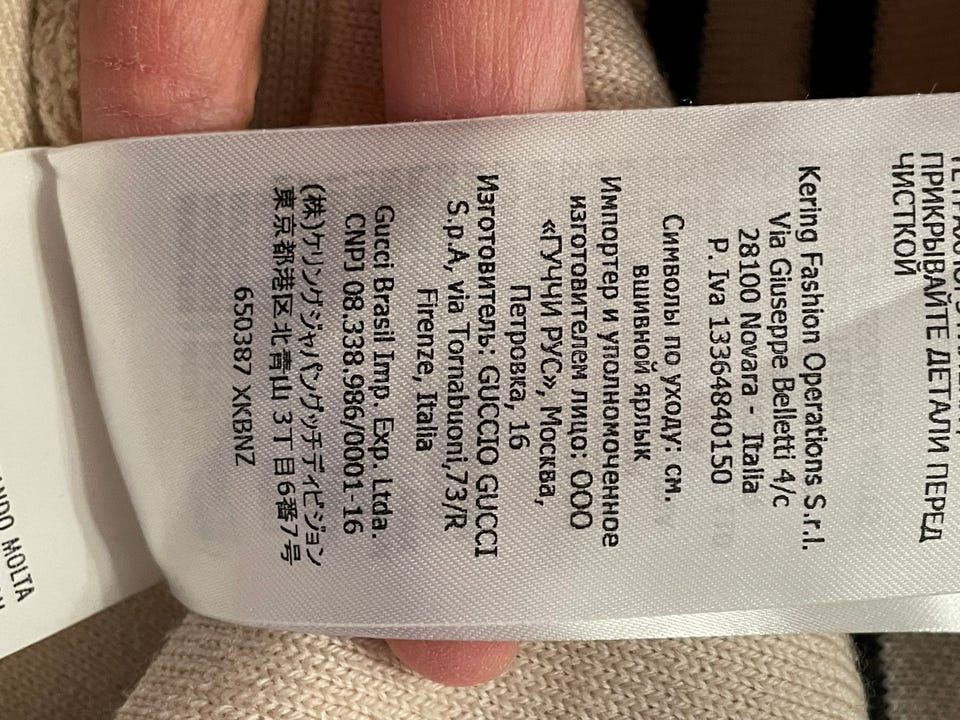 ПРИКРЫВАЙТЕ ДЕТАЛИ ПЕРЕД
ЧИСТКОЙ
Kering Fashion Operations S.r.l.
Via Giuseppe Belletti 4/c
28100 Novara - Italia
P. Iva 13364840150
Символы по уходу: см.
вшивной ярлык
Импортер и уполномоченное
изготовителем лицо: ООО
«ГУЧЧИ РУС», Москва,
Петровка, 16
Изготовитель: GUCCIO GUCCI
S.p.A, via Tornabuoni,73/R
Firenze, Italia
Gucci Brasil Imp. Exp. Ltda.
CNPJ 08.338.986/0001-16
(株)ケリングジャパングッチディビジョン
東京都港区北青山 3丁目6番7号
650387 XKBNZ
MOLTA